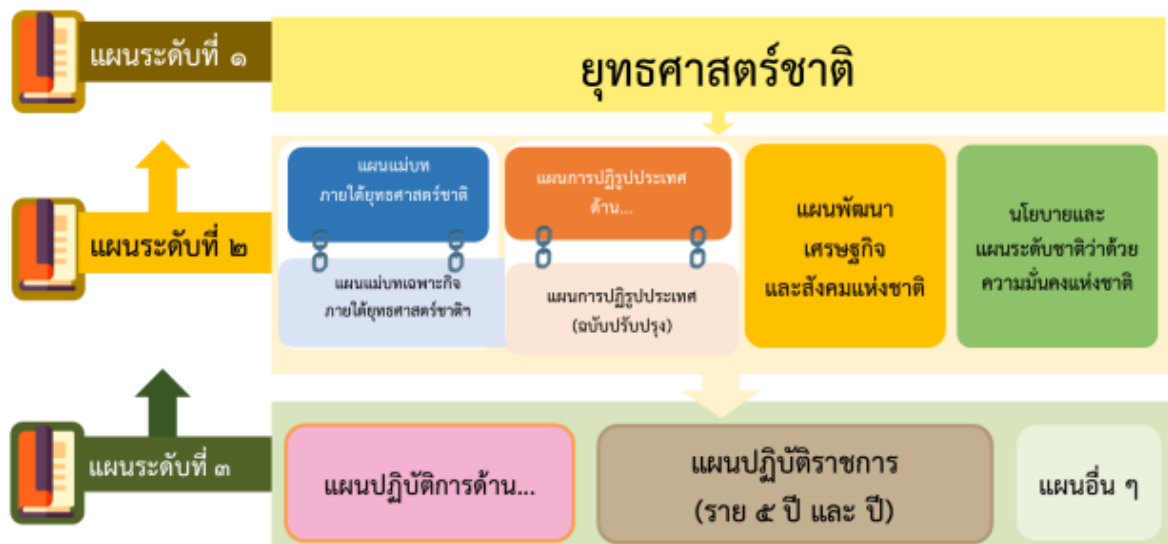 แผนระดับที่ ๑
ยุทธศาสตร์ชาติ
แผนระดับที่ ๒
แผนแม่บท
ภายใต้ยุทธศาสตร์ชาติ
แผนแม่บทเฉพาะกิจ
ภายใต้ยุทธศาสตร์ชาติฯ
แผนการปฏิรูปประเทศ
ด้าน...
แผนการปฏิรูปประเทศ
(ฉบับปรับปรุง)
แผนพัฒนา
เศรษฐกิจ
และสังคมแห่งชาติ
นโยบายและ
แผนระดับชาติว่าด้วย
ความมั่นคงแห่งชาติ
แผนระดับที่ ๓
แผนปฏิบัติการด้าน...
แผนปฏิบัติราชการ
(ราย ๕ ปี และ ปี)
แผนอื่น ๆ